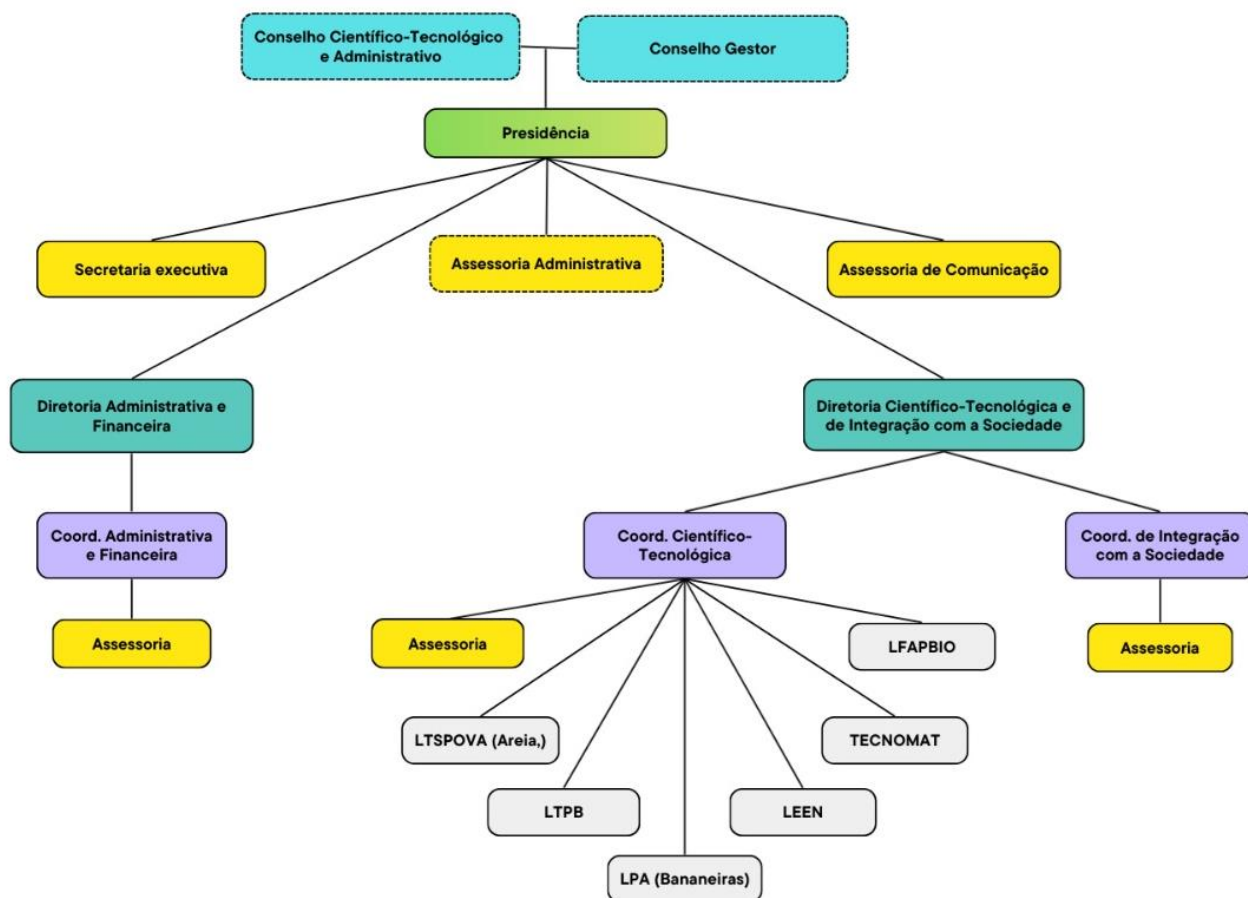 Conselho Científico-Tecnológico
e Administrativo
Conselho Gestor
Presidência
Secretaria executiva
Assessoria Administrativa
Assessoria de Comunicação
Diretoria Administrativa e
Financeira
Diretoria Científico-Tecnológica e
de Integração com a Sociedade
Coord. Administrativa
e Financeira
Coord. Científico-
Tecnológica
Coord. de Integração
com a Sociedade
Assessoria
Assessoria
LFAPBIO
Assessoria
LTSPOVA (Areia,)
TECNOMAT
LTPB
LEEN
LPA (Bananeiras)